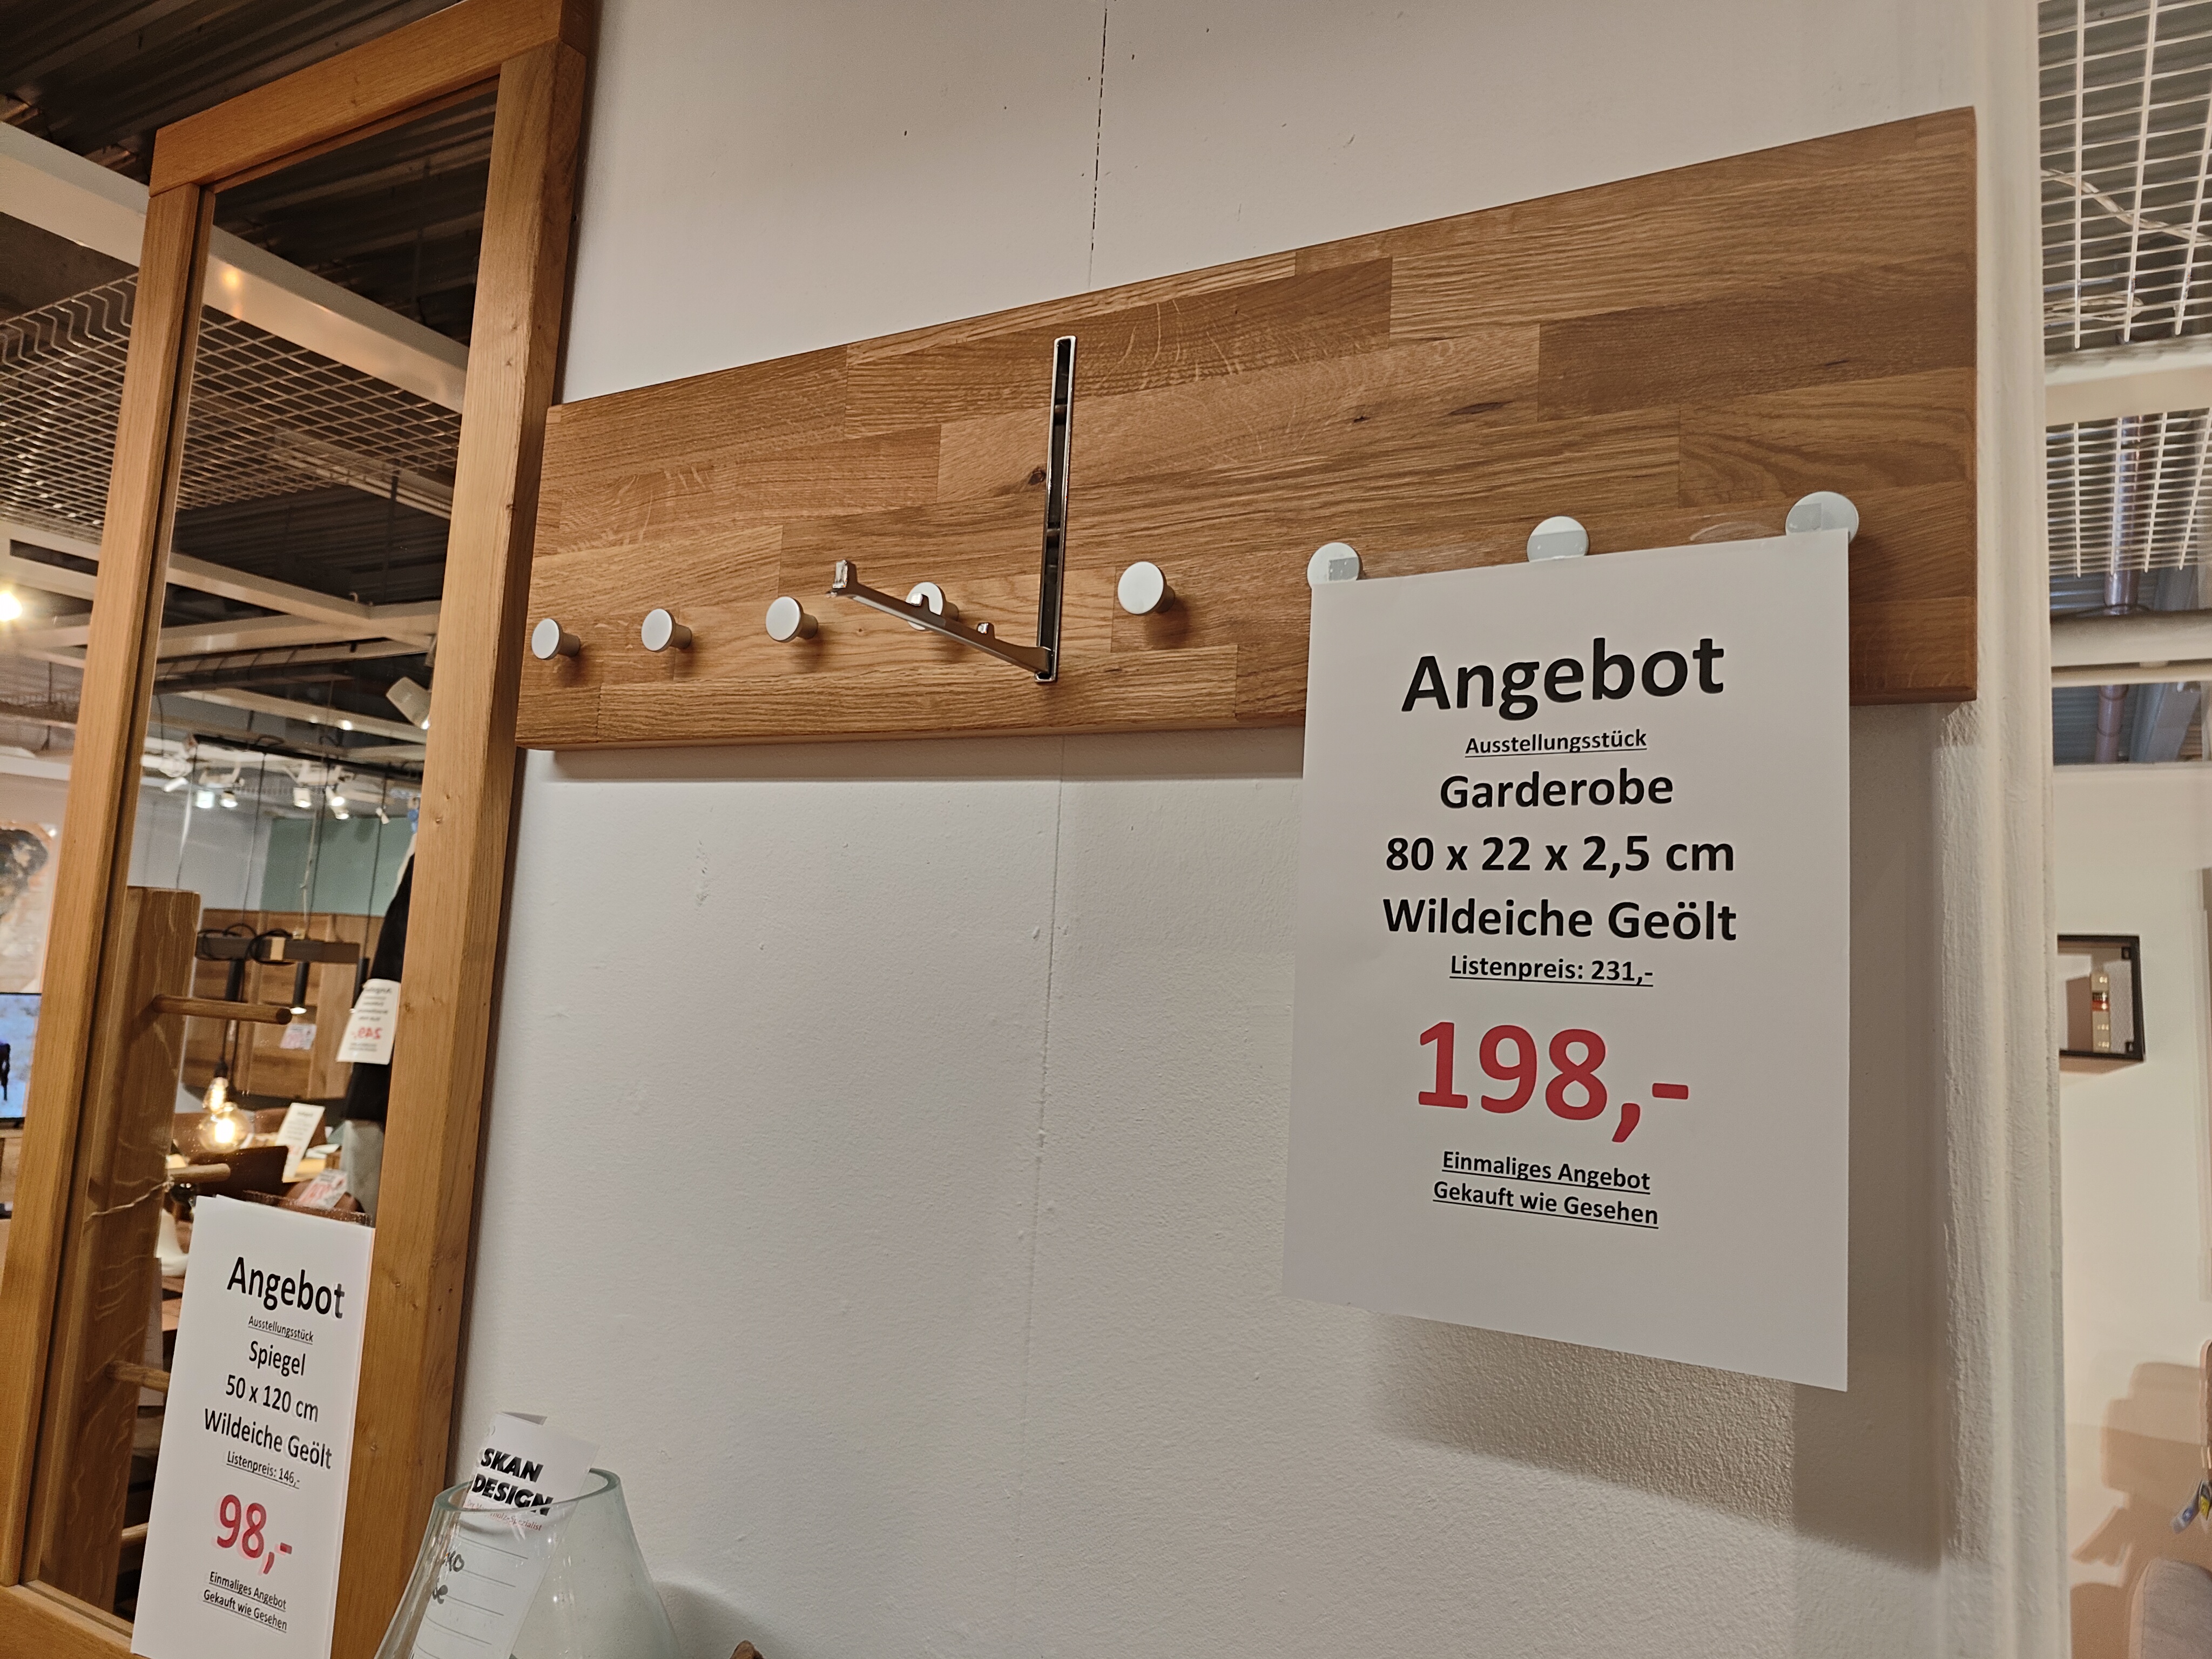 Angebot
Ausstellungsstück
Garderobe
80 x 22 x 2,5 cm
Wildeiche Geölt
Listenpreis: 231,-
198,-
Einmaliges Angebot
Gekauft wie Gesehen
Angebot
Ausstellungsstück
Spiegel
50 x 120 cm
Wildeiche Geölt
Listenpreis: 146,-
98,-
Einmaliges Angebot
Gekauft wie Gesehen
SKAN
DESIGN
249,-